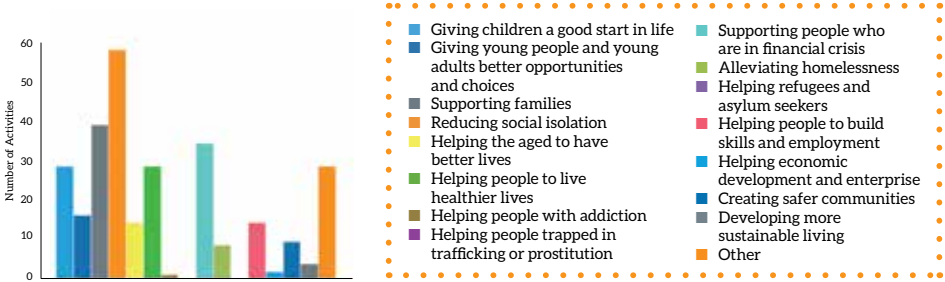 Number of Activities
60
50
40
30
20
10
0
Giving children a good start in life
Giving young people and young
adults better opportunities
and choices
Supporting families
Reducing social isolation
Helping the aged to have
better lives
Helping people to live
healthier lives
Helping people with addiction
Helping people trapped in
trafficking or prostitution
Supporting people who
are in financial crisis
Alleviating homelessness
Helping refugees and
asylum seekers
Helping people to build
skills and employment
Helping economic
development and enterprise
Creating safer communities
Developing more
sustainable living
Other